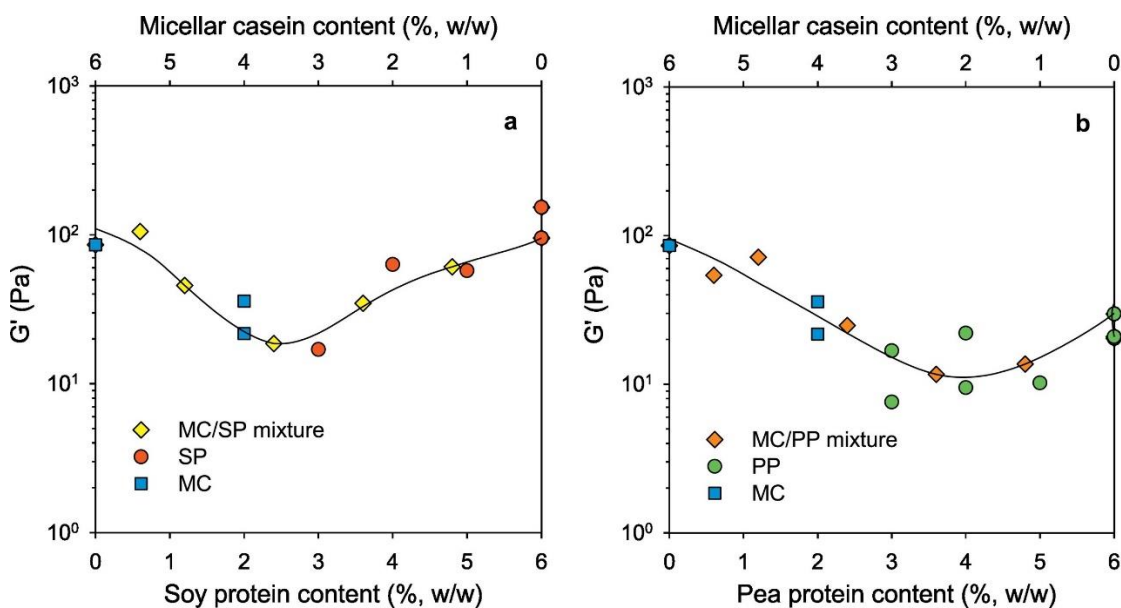 Micellar casein content (%, w/w)
6 5 4 3 2 1 0
10³
10²
10¹
10⁰
G' (Pa)
a
MC/SP mixture
SP
MC
0 1 2 3 4 5 6
Soy protein content (%, w/w)
Micellar casein content (%, w/w)
6 5 4 3 2 1 0
10³
10²
10¹
10⁰
G' (Pa)
b
MC/PP mixture
PP
MC
0 1 2 3 4 5 6
Pea protein content (%, w/w)